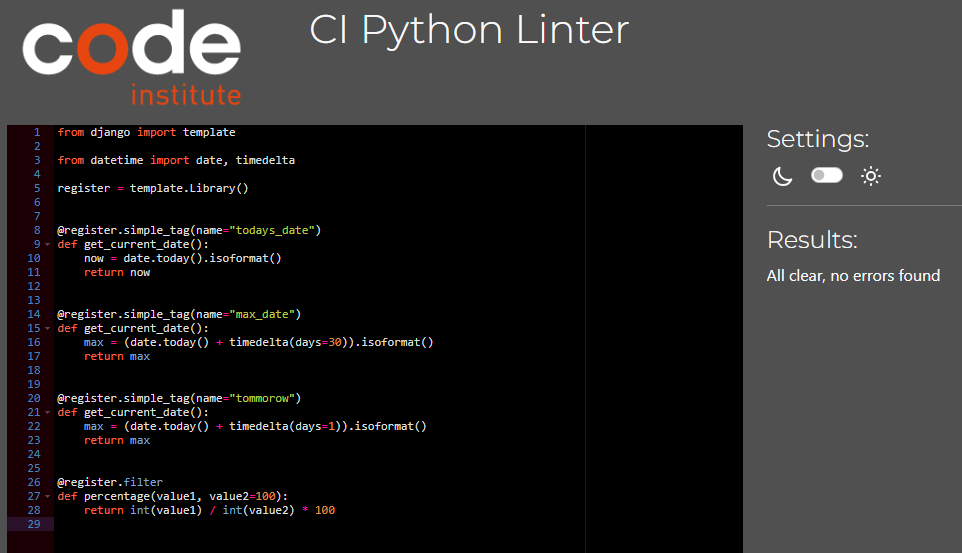 code
institute
CI Python Linter
1 from django import template
2
3 from datetime import date, timedelta
4
5 register = template.Library()
6
7
8 @register.simple_tag(name="todays_date")
9 def get_current_date():
10     now = date.today().isoformat()
11     return now
12
13
14 @register.simple_tag(name="max_date")
15 def get_current_date():
16     max = (date.today() + timedelta(days=30)).isoformat()
17     return max
18
19
20 @register.simple_tag(name="tommorow")
21 def get_current_date():
22     max = (date.today() + timedelta(days=1)).isoformat()
23     return max
24
25
26 @register.filter
27 def percentage(value1, value2=100):
28     return int(value1) / int(value2) * 100
29
Settings:
Results:
All clear, no errors found